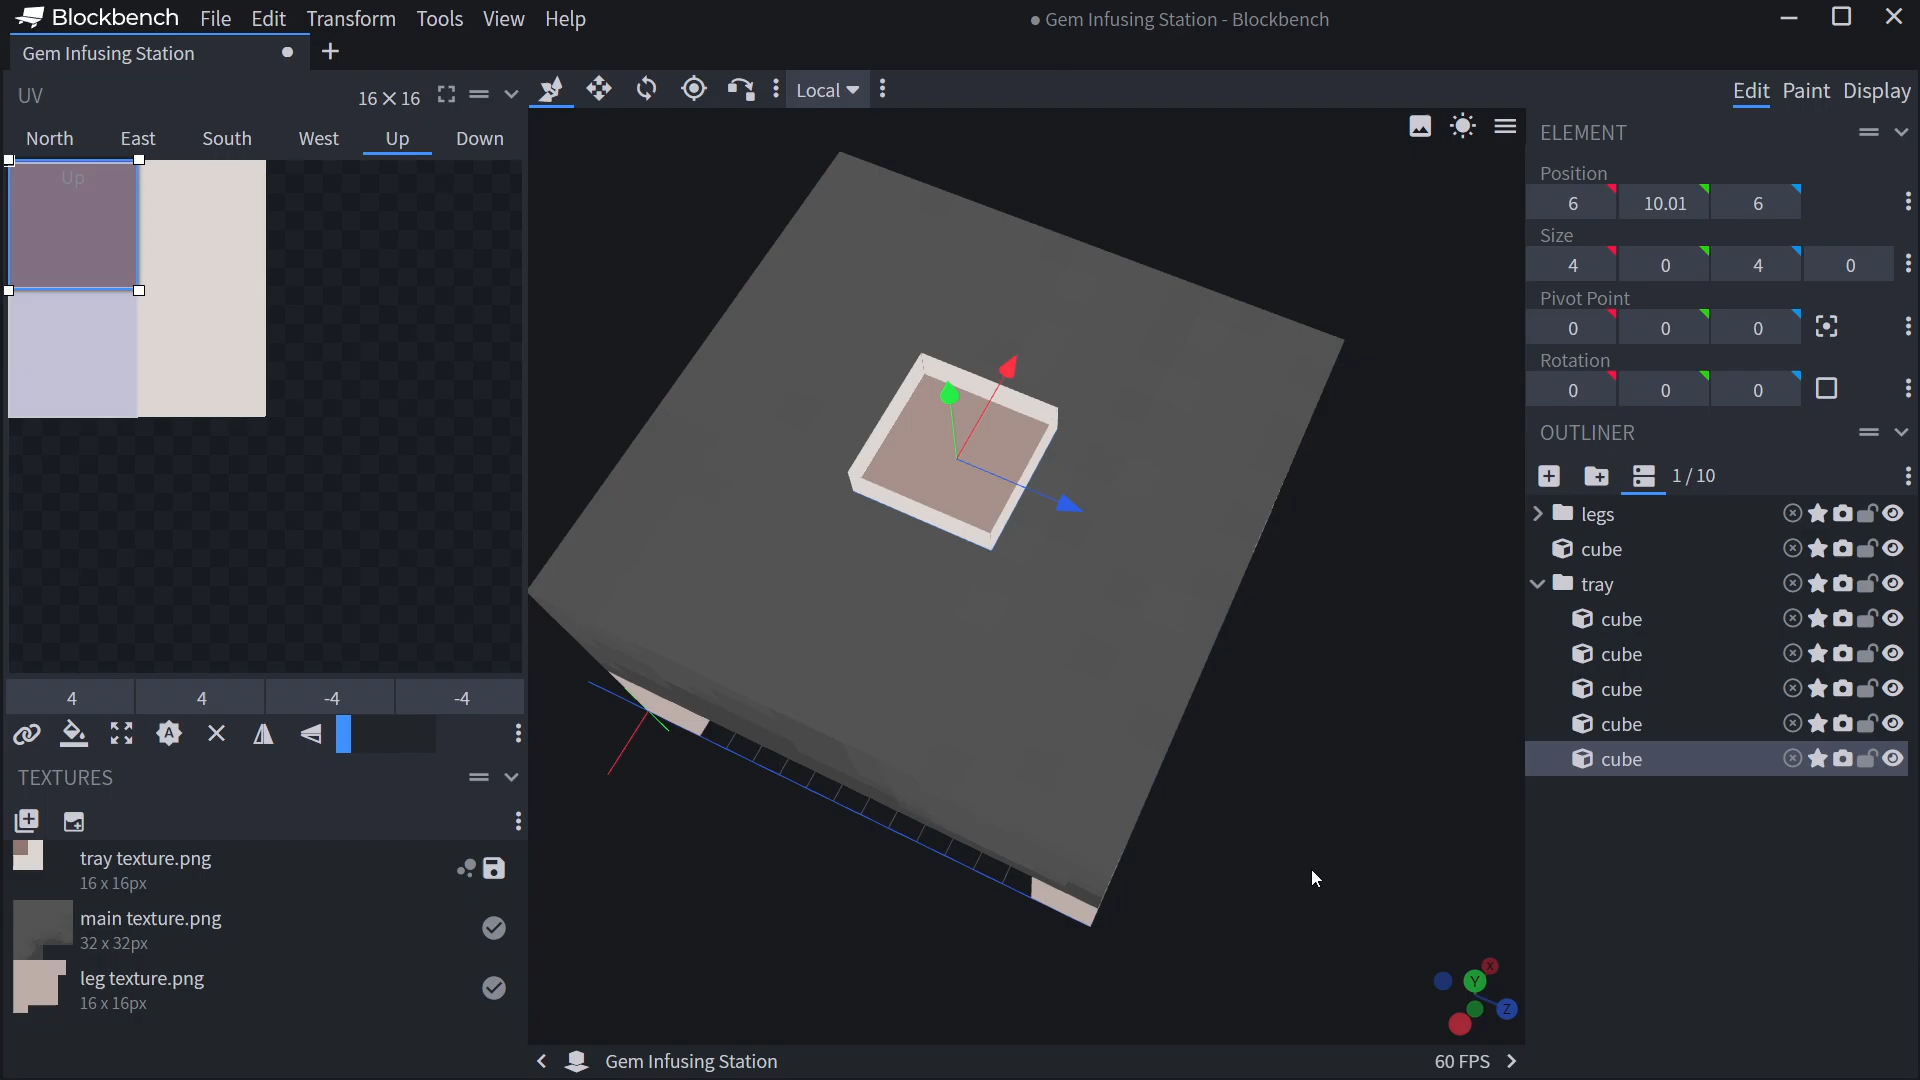 Blockbench File Edit Transform Tools View Help
● Gem Infusing Station - Blockbench
Gem Infusing Station
UV
16 × 16
North East South West Up Down
Up
4 4 -4 -4
TEXTURES
tray texture.png
16 x 16px
main texture.png
32 x 32px
leg texture.png
16 x 16px
Local
Y
X
Z
Gem Infusing Station
60 FPS
Edit Paint Display
ELEMENT
Position
6 10.01 6
Size
4 0 4 0
Pivot Point
0 0 0
Rotation
0 0 0
OUTLINER
1 / 10
legs
cube
tray
cube
cube
cube
cube
cube